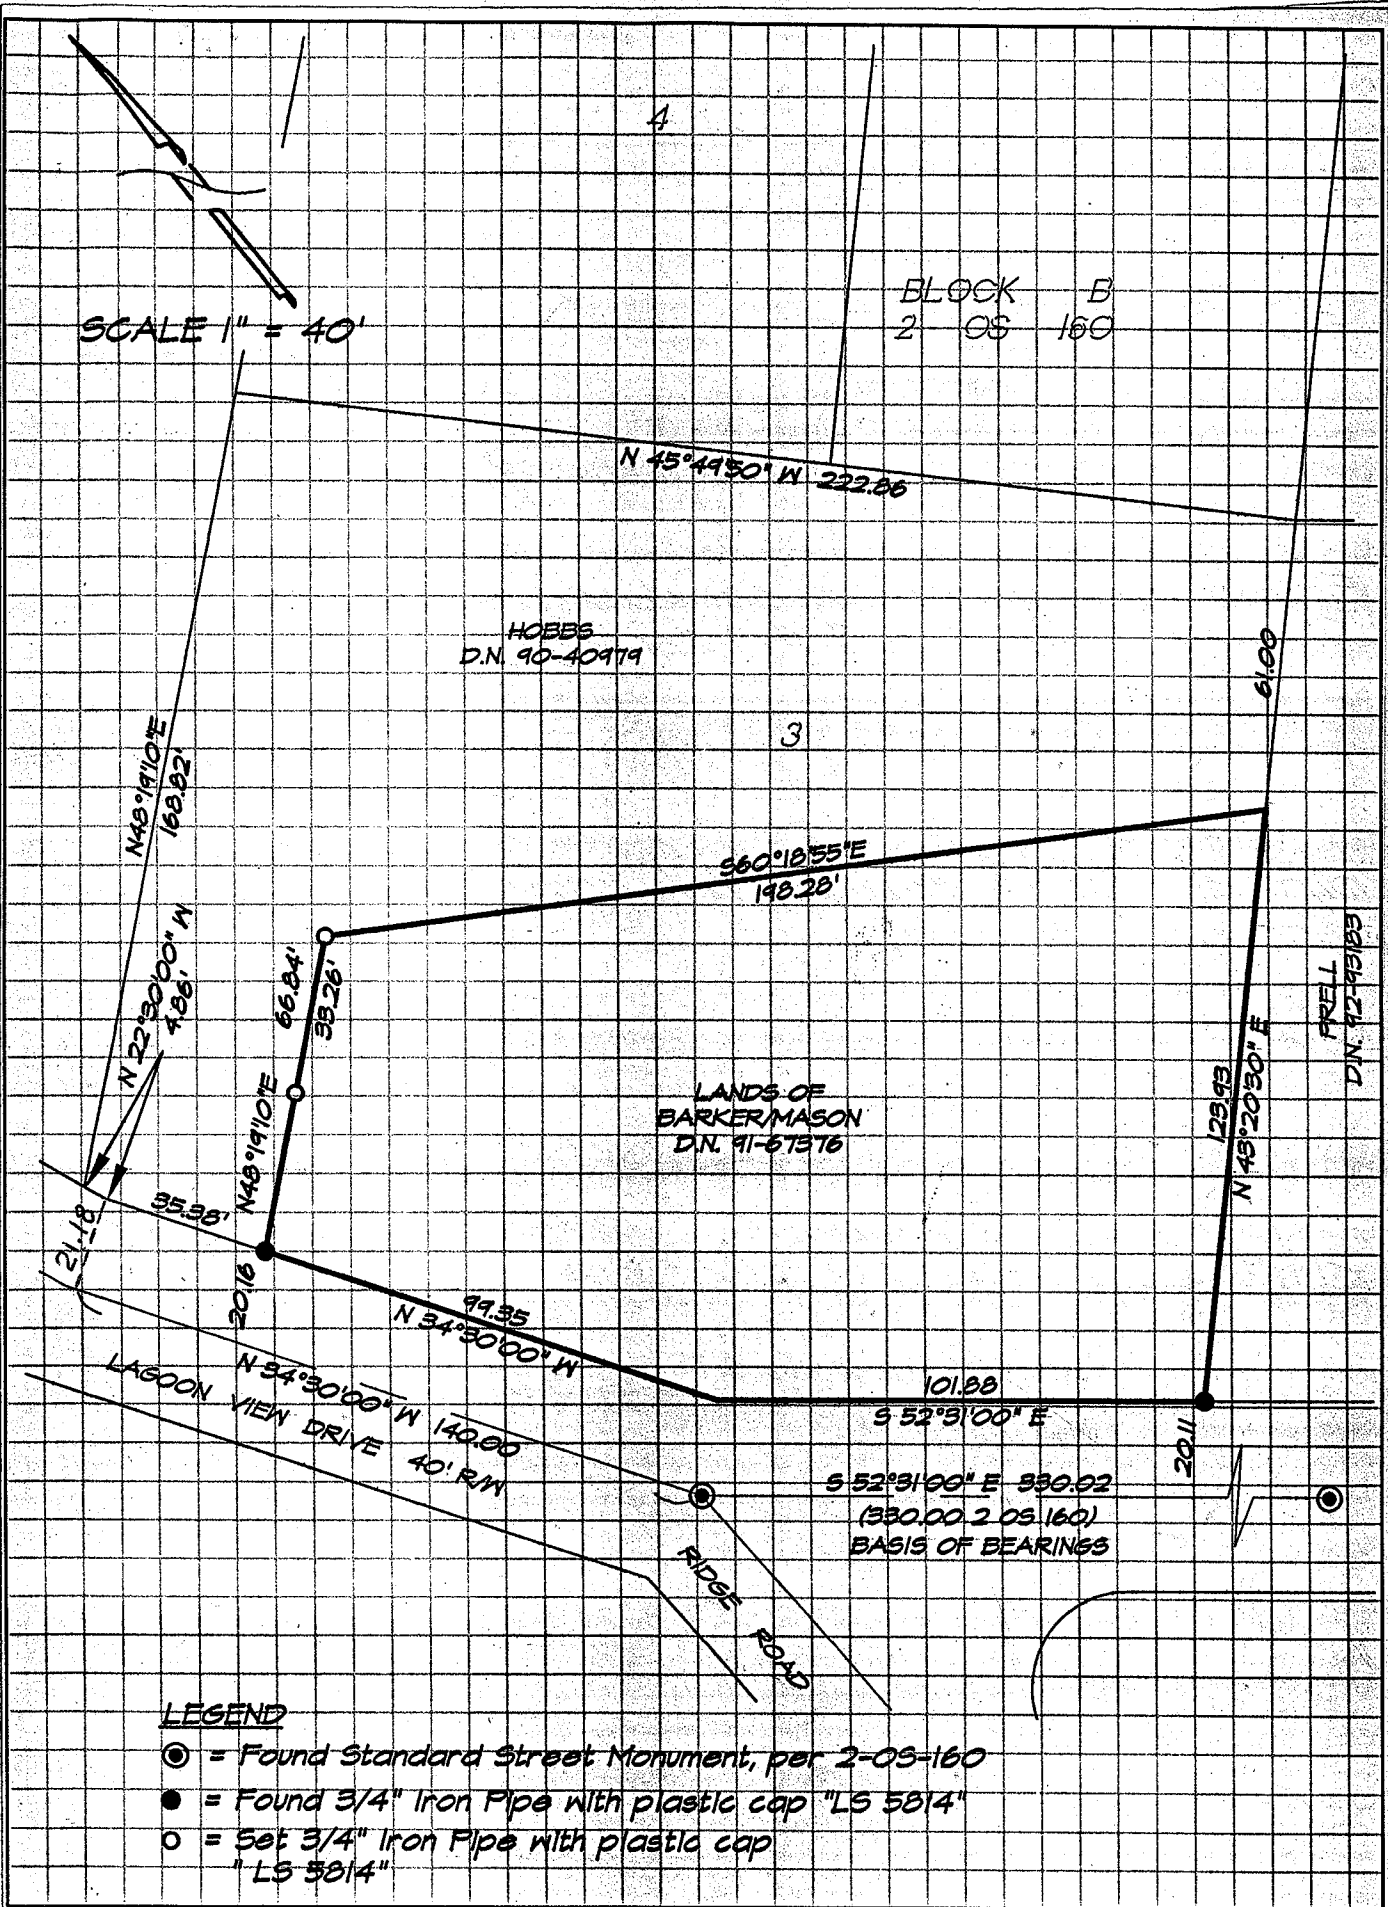 4
BLOCK B
2 OS 160
SCALE 1" = 40'
N 45°49'50" W 222.86
HOBBS
D.N. 90-40979
61.00
3
N48°19'10"E
168.82'
S60°18'55"E
198.28'
N 22°30'00" W
4.86'
66.84'
33.26'
N48°19'10"E
PRELL
D.N. 92-93183
LANDS OF
BARKER/MASON
D.N. 91-67376
123.93
N 43°20'30" E
35.38'
21.18
20.16
99.35
N 34°30'00" W
N 34°30'00" W 140.00
LAGOON VIEW DRIVE 40' R/W
101.88
S 52°31'00" E
20.11
S 52°31'00" E 330.02
(330.00 2 OS 160)
BASIS OF BEARINGS
RIDGE ROAD
LEGEND
= Found Standard Street Monument, per 2-OS-160
= Found 3/4" Iron Pipe with plastic cap "LS 5814"
= Set 3/4" Iron Pipe with plastic cap
" LS 5814"